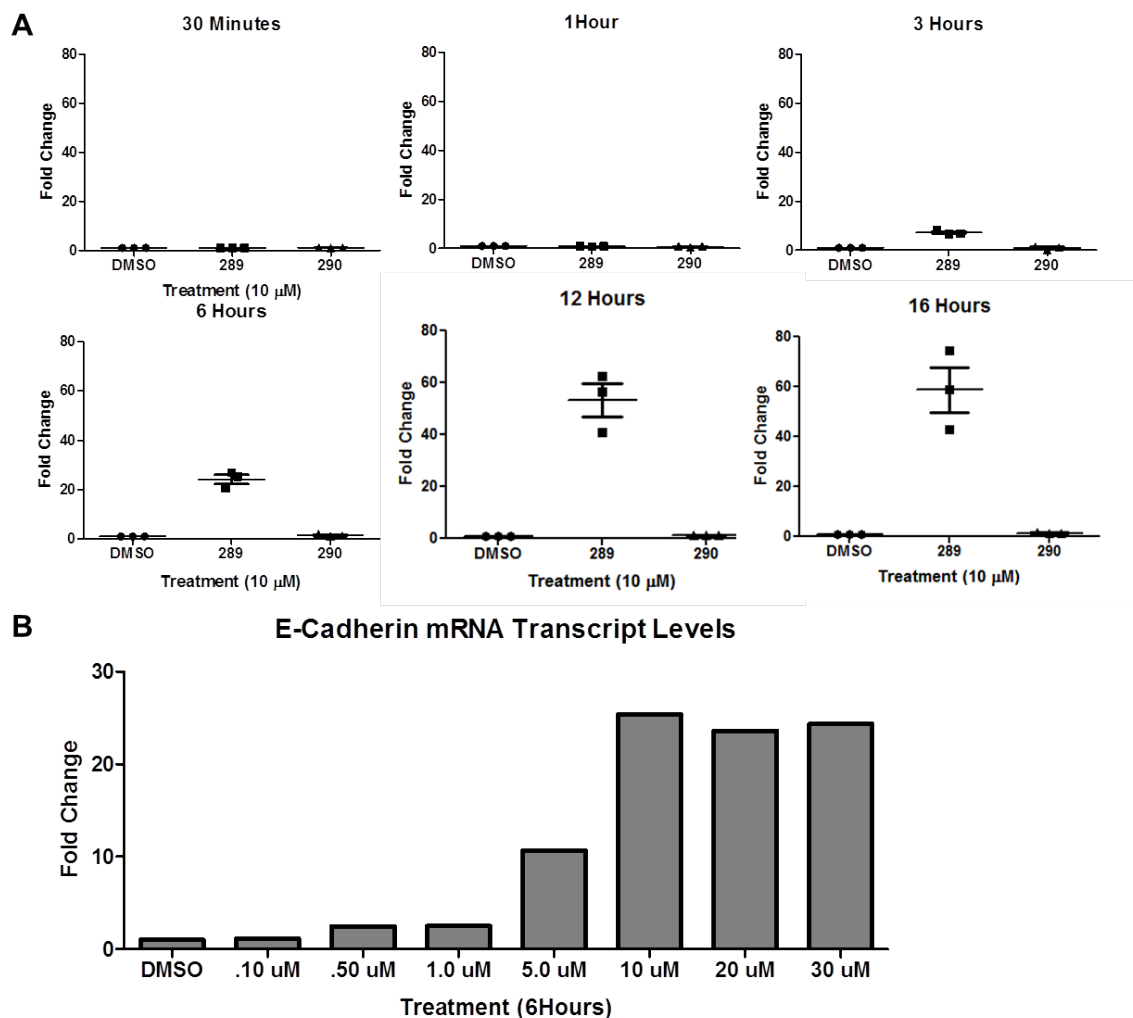 A
30 Minutes
1Hour
3 Hours
80
60
40
20
0
Fold Change
DMSO 289 290
Treatment (10 μM)
80
60
40
20
0
Fold Change
DMSO 289 290
80
60
40
20
0
Fold Change
DMSO 289 290
6 Hours
80
60
40
20
0
Fold Change
DMSO 289 290
Treatment (10 μM)
12 Hours
80
60
40
20
0
Fold Change
DMSO 289 290
Treatment (10 μM)
16 Hours
80
60
40
20
0
Fold Change
DMSO 289 290
Treatment (10 μM)
B
E-Cadherin mRNA Transcript Levels
30
20
10
0
Fold Change
DMSO .10 uM .50 uM 1.0 uM 5.0 uM 10 uM 20 uM 30 uM
Treatment (6Hours)